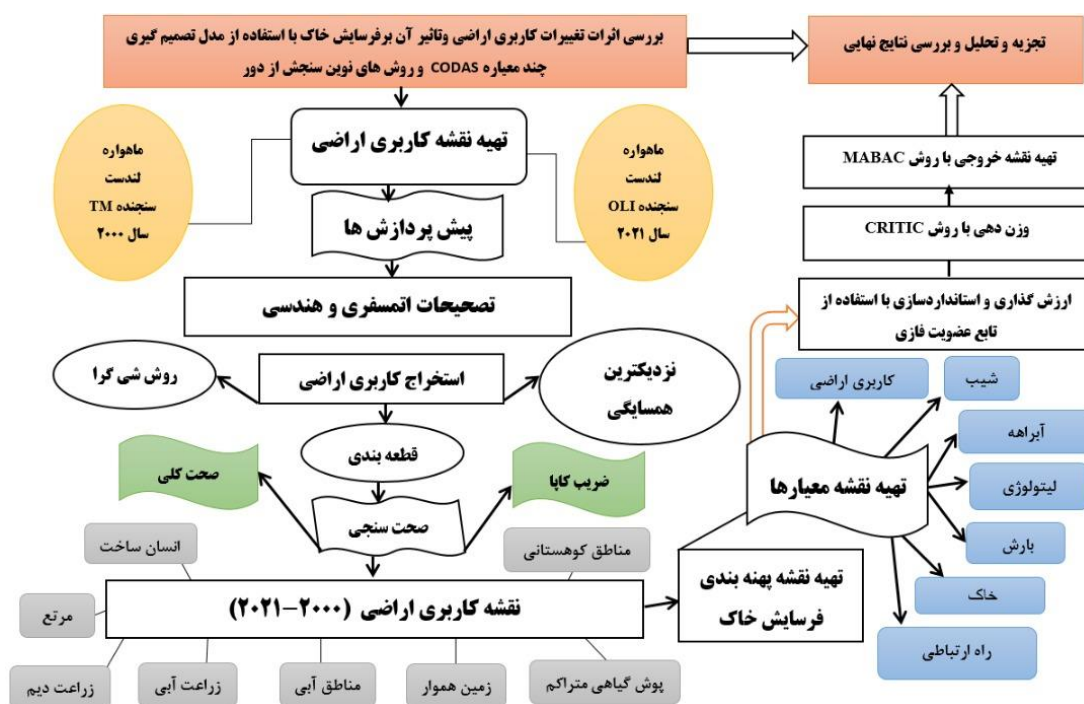 بررسی اثرات تغییرات کاربری اراضی وتاثیر آن برفرسایش خاک با استفاده از مدل تصمیم گیری
چند معیاره CODAS و روش های نوین سنجش از دور
تجزیه و تحلیل و بررسی نتایج نهایی
تهیه نقشه کاربری اراضی
ماهواره
لندست
سنجنده OLI
سال ۲۰۲۱
ماهواره
لندست
سنجنده TM
سال ۲۰۰۰
پیش پردازش ها
تصحیحات اتمسفری و هندسی
استخراج کاربری اراضی
نزدیکترین
همسایگی
روش شی گرا
قطعه بندی
ضریب کاپا
صحت کلی
صحت سنجی
مناطق کوهستانی
انسان ساخت
نقشه کاربری اراضی (۲۰۰۰-۲۰۲۱)
مرتع
پوش گیاهی متراکم
زمین هموار
مناطق آبی
زراعت آبی
زراعت دیم
تهیه نقشه پهنه بندی
فرسایش خاک
تهیه نقشه معیارها
کاربری اراضی
شیب
آبراهه
لیتولوژی
بارش
خاک
راه ارتباطی
ارزش گذاری و استانداردسازی با استفاده از
تابع عضویت فازی
وزن دهی با روش CRITIC
تهیه نقشه خروجی با روش MABAC